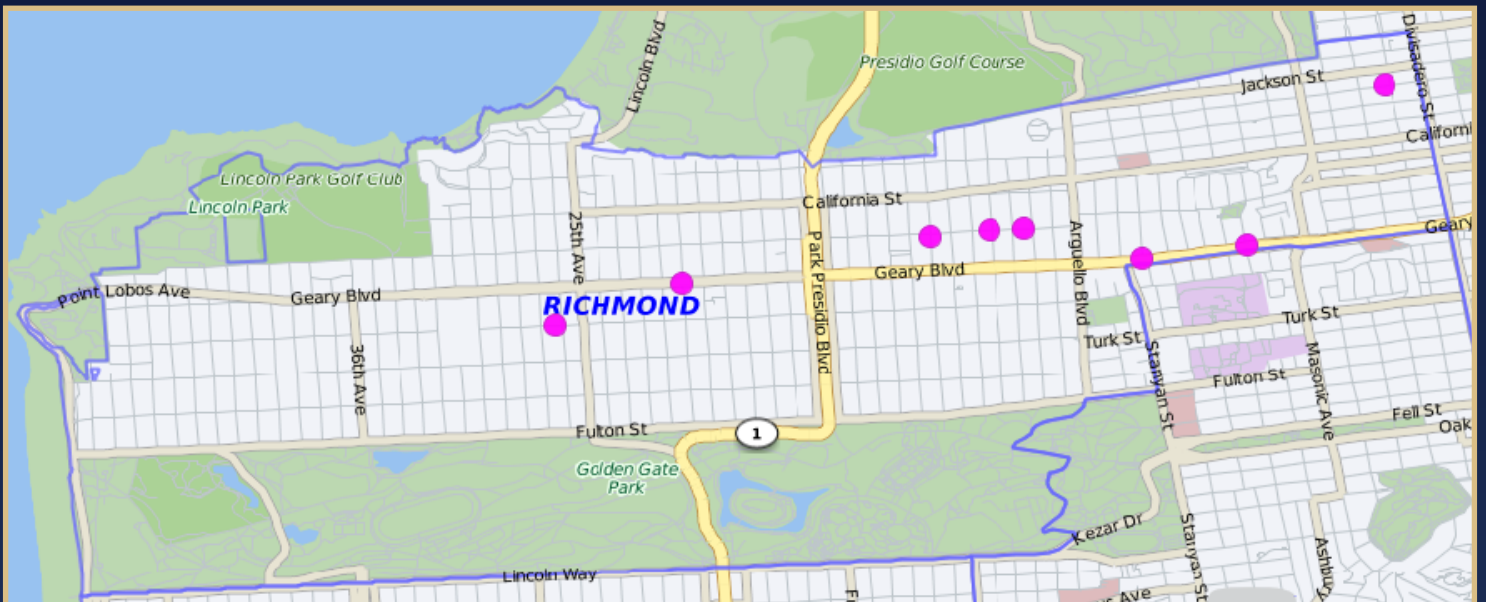 Divisadero St
Lincoln Blvd
Presidio Golf Course
Jackson St
Californi
Lincoln Park Golf Club
Lincoln Park
California St
25th Ave
Park Presidio Blvd
Arguello Blvd
Geary
Geary Blvd
Point Lobos Ave
Geary Blvd
RICHMOND
Turk St
Turk St
36th Ave
Stanyan St
Masonic Ave
Fulton St
Fell St
Oak
Fulton St
1
Golden Gate
Park
Kezar Dr
Stanyan St
Ashbury
Lincoln Way
Ave